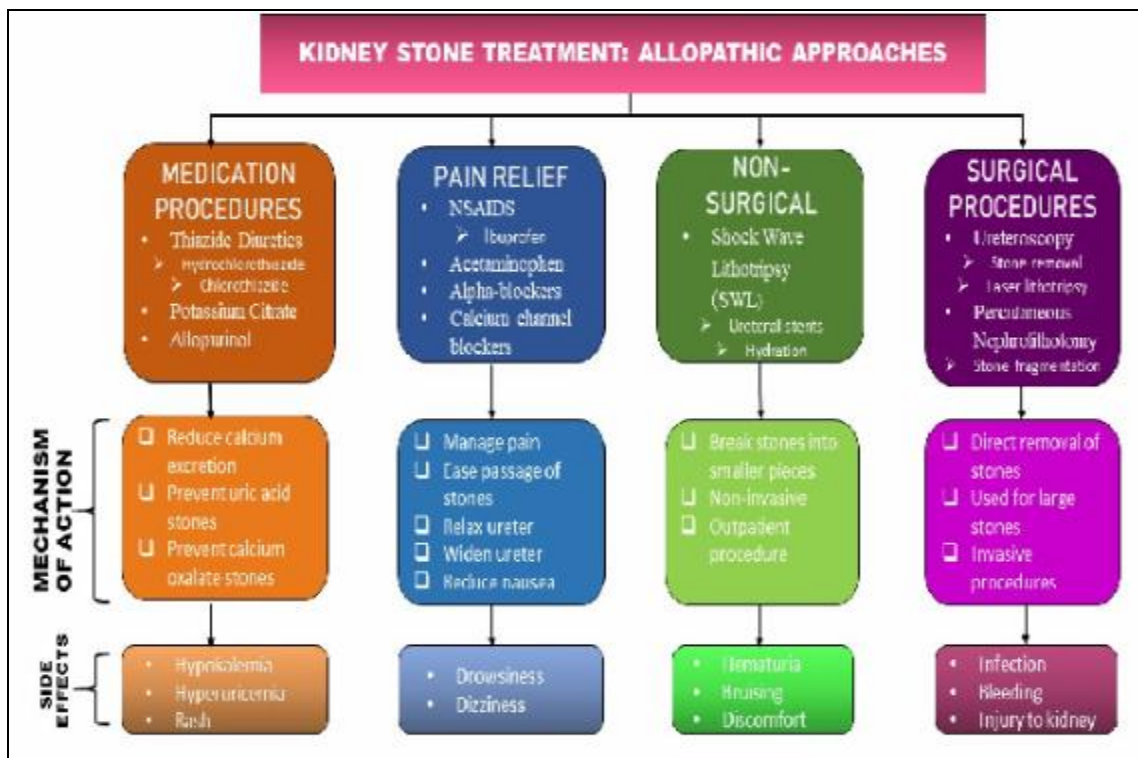 KIDNEY STONE TREATMENT: ALLOPATHIC APPROACHES
MEDICATION
PROCEDURES
• Thiazide Diuretics
➢ Hydrochlorothiazide
➢ Chlorothiazide
• Potassium Citrate
• Allopurinol
PAIN RELIEF
• NSAIDS
➢ Ibuprofen
• Acetaminophen
• Alpha-blockers
• Calcium channel
blockers
NON-
SURGICAL
• Shock Wave
Lithotripsy
(SWL)
➢ Ureteral stents
➢ Hydration
SURGICAL
PROCEDURES
• Ureteroscopy
➢ Stone removal
➢ Laser lithotripsy
• Percutaneous
Nephrolithotomy
➢ Stone fragmentation
MECHANISM
OF ACTION
❑ Reduce calcium
excretion
❑ Prevent uric acid
stones
❑ Prevent calcium
oxalate stones
❑ Manage pain
❑ Ease passage of
stones
❑ Relax ureter
❑ Widen ureter
❑ Reduce nausea
❑ Break stones into
smaller pieces
❑ Non-invasive
❑ Outpatient
procedure
❑ Direct removal of
stones
❑ Used for large
stones
❑ Invasive
procedures
SIDE
EFFECTS
• Hypokalemia
• Hyperuricemia
• Rash
• Drowsiness
• Dizziness
• Hematuria
• Bruising
• Discomfort
• Infection
• Bleeding
• Injury to kidney